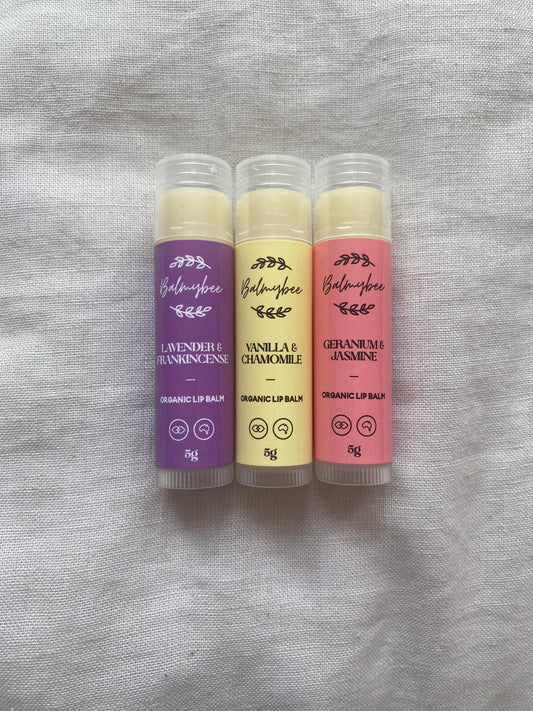 Balmybee
LAVENDER &
FRANKINCENSE
ORGANIC LIP BALM
5g
Balmybee
VANILLA &
CHAMOMILE
ORGANIC LIP BALM
5g
Balmybee
GERANIUM &
JASMINE
ORGANIC LIP BALM
5g